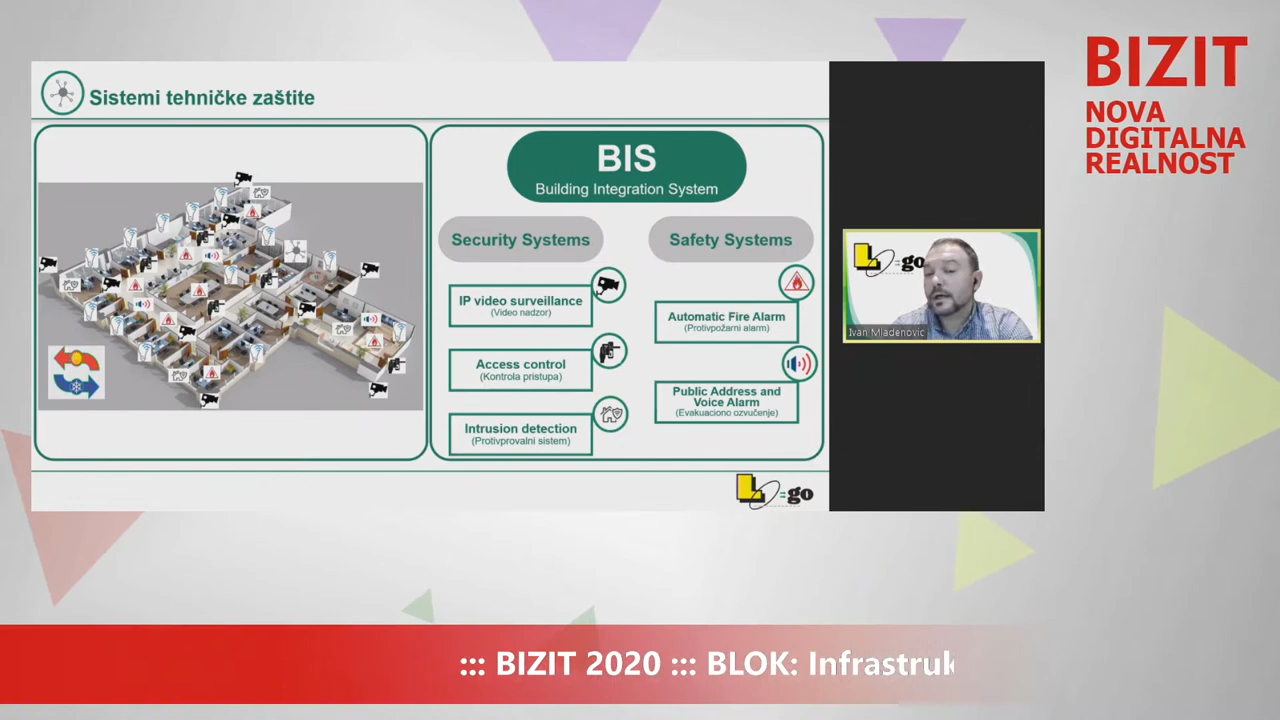 BIZIT
NOVA
DIGITALNA
REALNOST
Sistemi tehničke zaštite
BIS
Building Integration System
Security Systems
Safety Systems
IP video surveillance
(Video nadzor)
Access control
(Kontrola pristupa)
Intrusion detection
(Protivprovalni sistem)
Automatic Fire Alarm
(Protivpožarni alarm)
Public Address and
Voice Alarm
(Evakuaciono ozvučenje)
L=go
go
Ivan Mladenovic
::: BIZIT 2020 ::: BLOK: Infrastruk